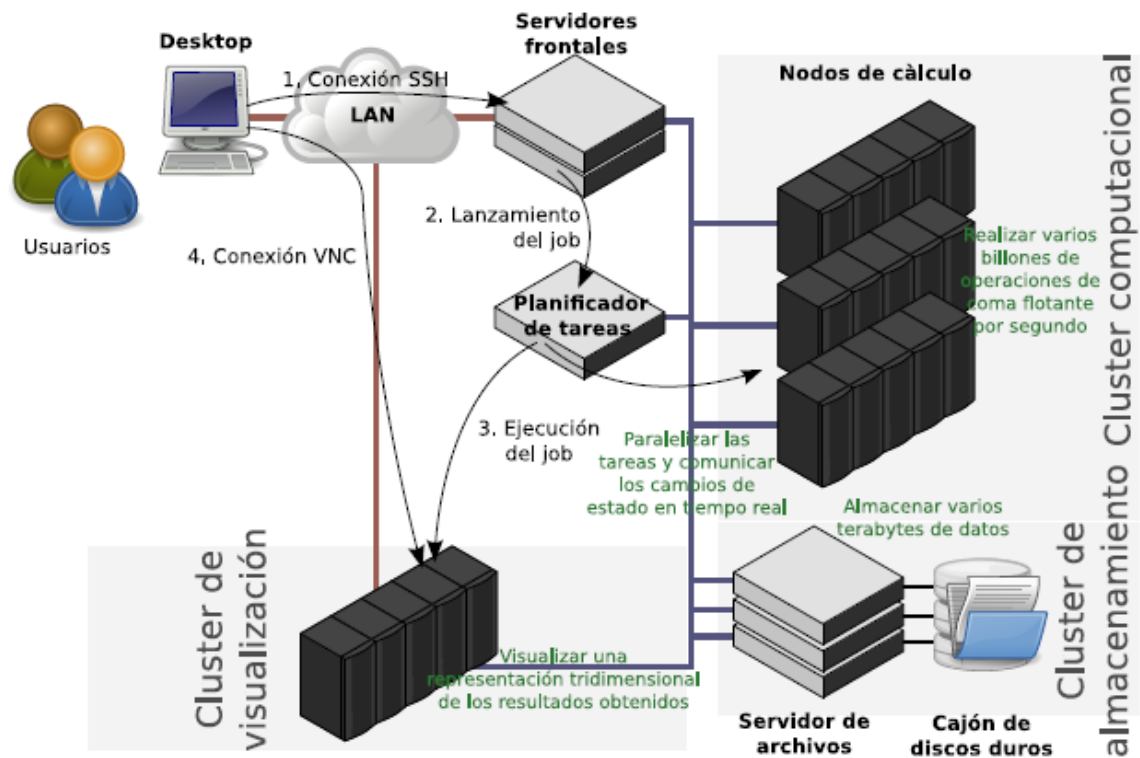 Servidores
frontales
Desktop
1. Conexión SSH
LAN
Nodos de càlculo
Cluster computacional
Usuarios
2. Lanzamiento
del job
4. Conexión VNC
Realizar varios
billones de
operaciones de
coma flotante
por segundo
Planificador
de tareas
3. Ejecución
del job
Paralelizar las
tareas y comunicar
los cambios de
estado en tiempo real
Almacenar varios
terabytes de datos
Cluster de
almacenamiento
Cluster de
visualización
Visualizar una
representación tridimensional
de los resultados obtenidos
Servidor de
archivos
Cajón de
discos duros